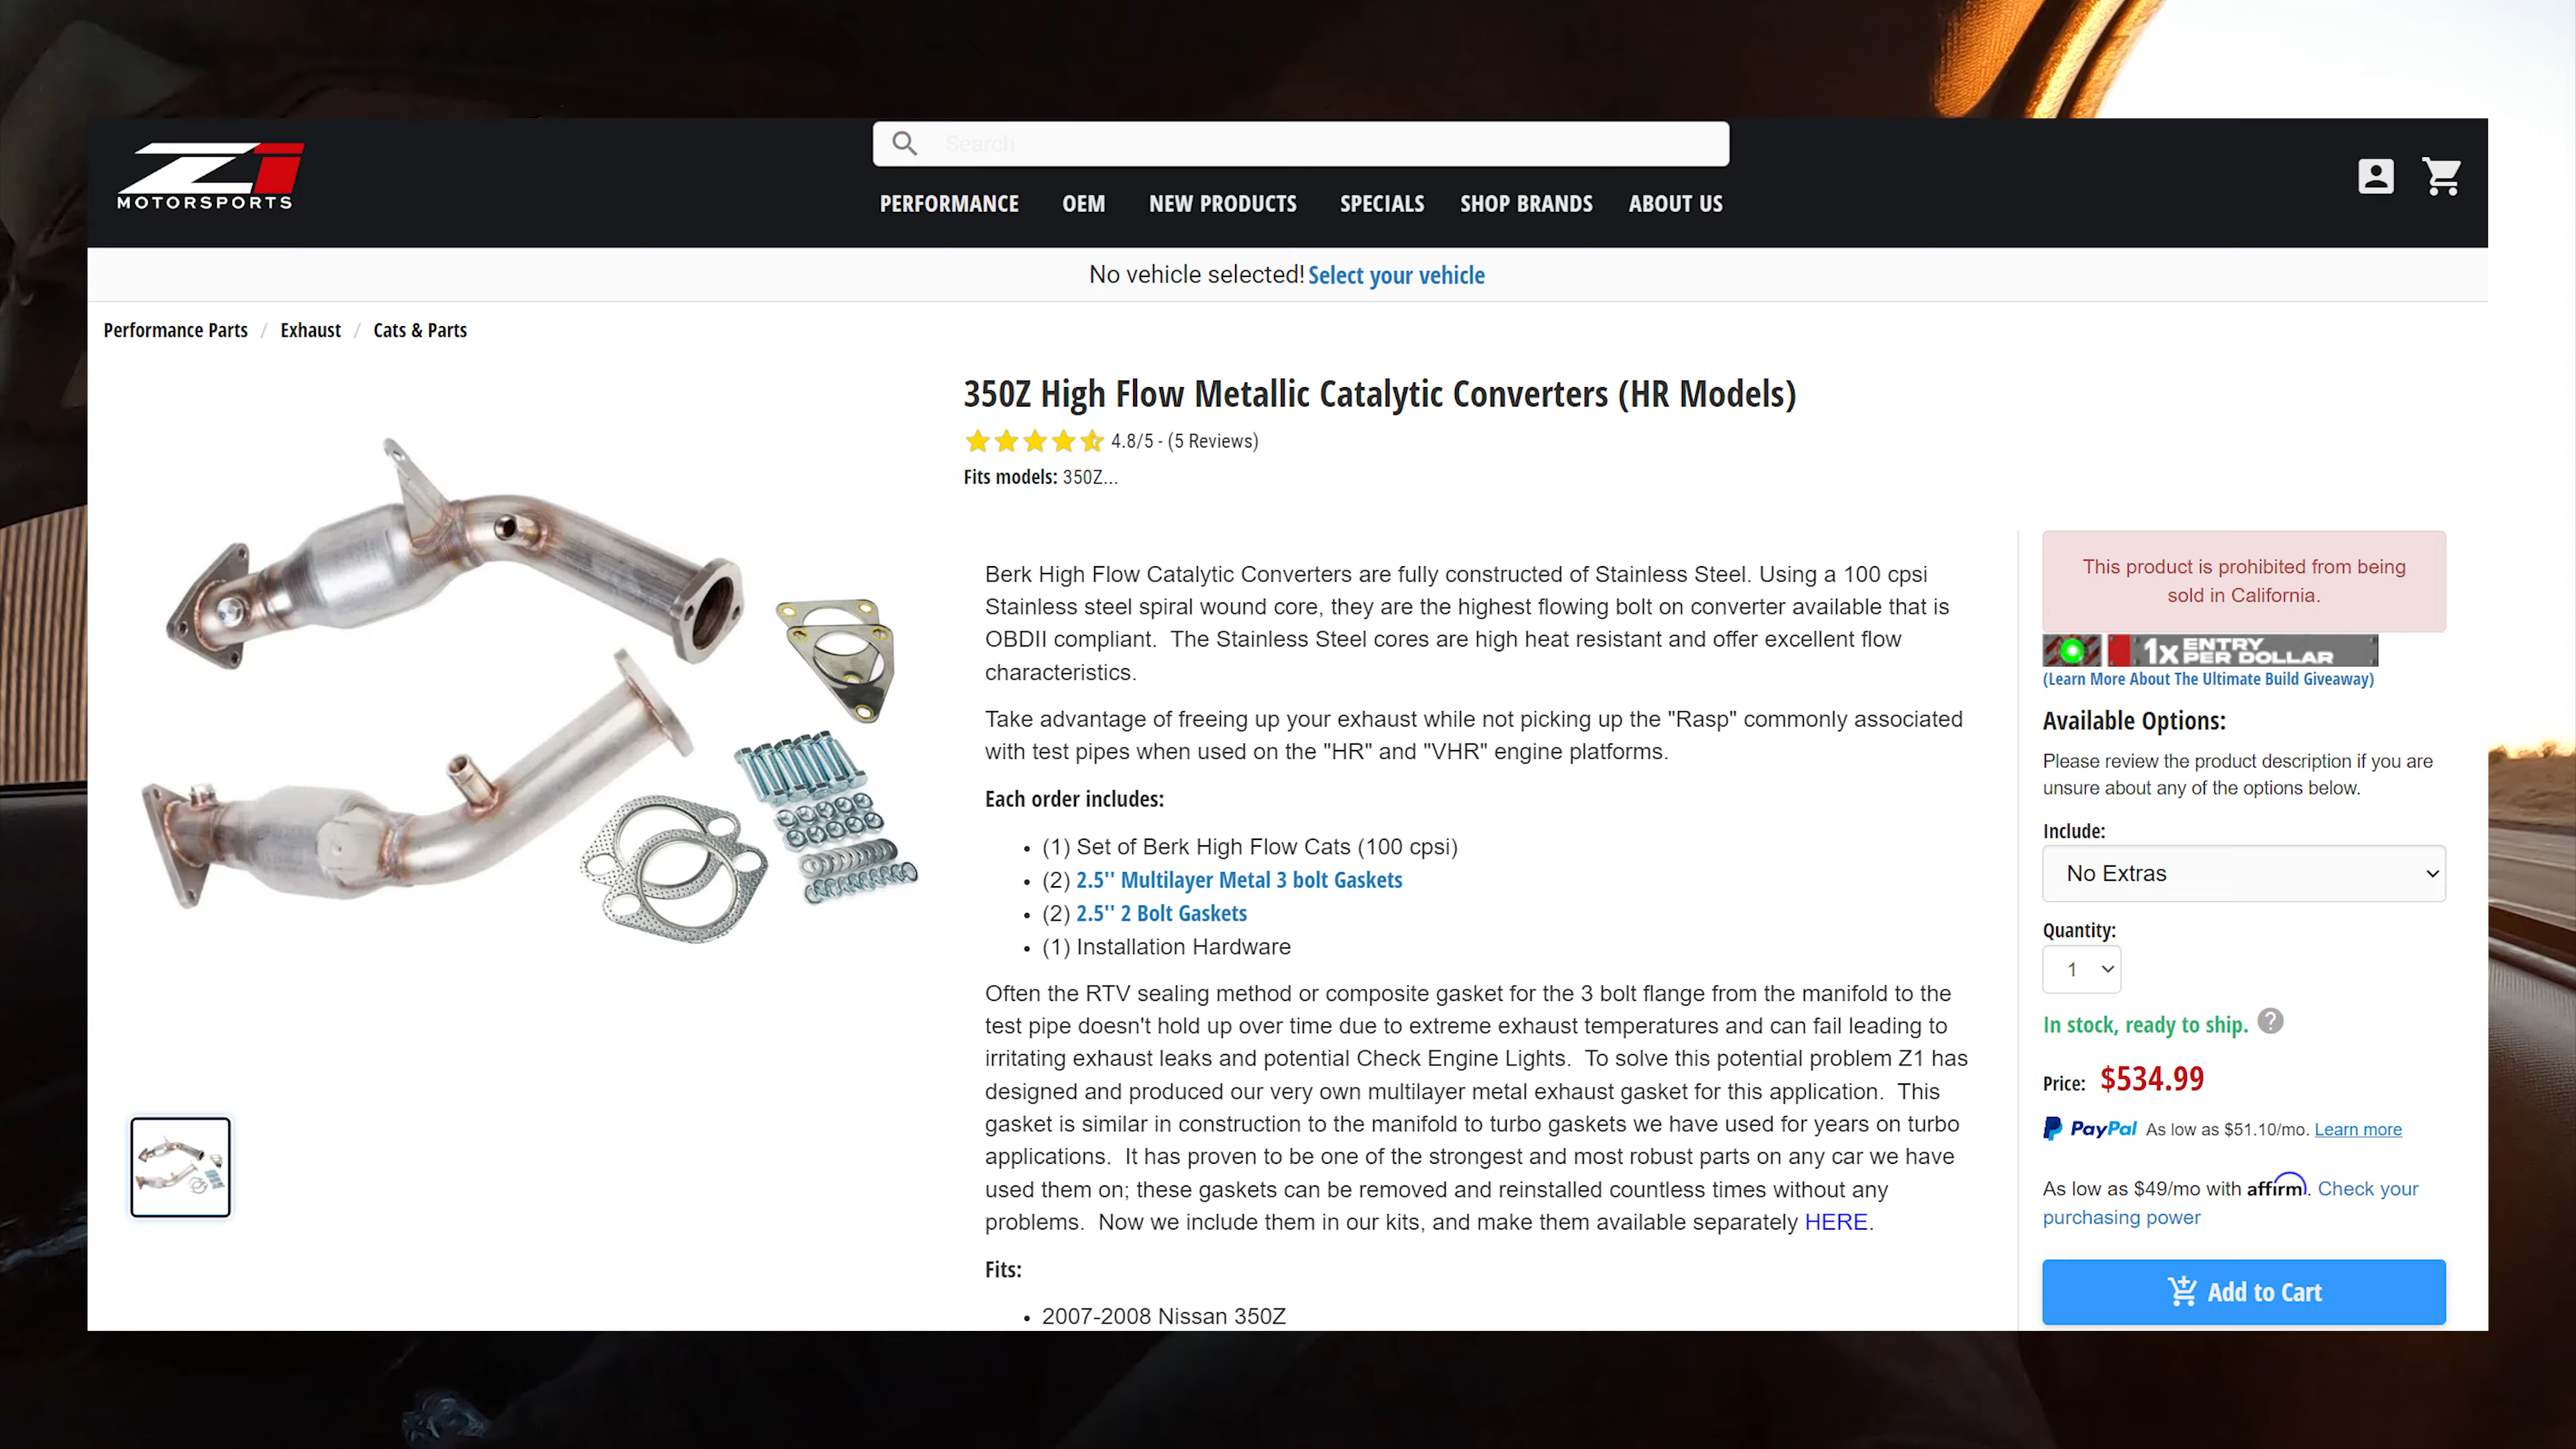 Z1
MOTORSPORTS
Search
PERFORMANCE OEM NEW PRODUCTS SPECIALS SHOP BRANDS ABOUT US
No vehicle selected! Select your vehicle
Performance Parts / Exhaust / Cats & Parts
350Z High Flow Metallic Catalytic Converters (HR Models)
4.8/5 - (5 Reviews)
Fits models: 350Z...
Berk High Flow Catalytic Converters are fully constructed of Stainless Steel. Using a 100 cpsi
Stainless steel spiral wound core, they are the highest flowing bolt on converter available that is
OBDII compliant. The Stainless Steel cores are high heat resistant and offer excellent flow
characteristics.
Take advantage of freeing up your exhaust while not picking up the "Rasp" commonly associated
with test pipes when used on the "HR" and "VHR" engine platforms.
Each order includes:
• (1) Set of Berk High Flow Cats (100 cpsi)
• (2) 2.5'' Multilayer Metal 3 bolt Gaskets
• (2) 2.5'' 2 Bolt Gaskets
• (1) Installation Hardware
Often the RTV sealing method or composite gasket for the 3 bolt flange from the manifold to the
test pipe doesn't hold up over time due to extreme exhaust temperatures and can fail leading to
irritating exhaust leaks and potential Check Engine Lights. To solve this potential problem Z1 has
designed and produced our very own multilayer metal exhaust gasket for this application. This
gasket is similar in construction to the manifold to turbo gaskets we have used for years on turbo
applications. It has proven to be one of the strongest and most robust parts on any car we have
used them on; these gaskets can be removed and reinstalled countless times without any
problems. Now we include them in our kits, and make them available separately HERE.
Fits:
• 2007-2008 Nissan 350Z
This product is prohibited from being
sold in California.
1X ENTRY
PER DOLLAR
(Learn More About The Ultimate Build Giveaway)
Available Options:
Please review the product description if you are
unsure about any of the options below.
Include:
No Extras
Quantity:
1
In stock, ready to ship. ?
Price: $534.99
PayPal As low as $51.10/mo. Learn more
As low as $49/mo with affirm. Check your
purchasing power
Add to Cart